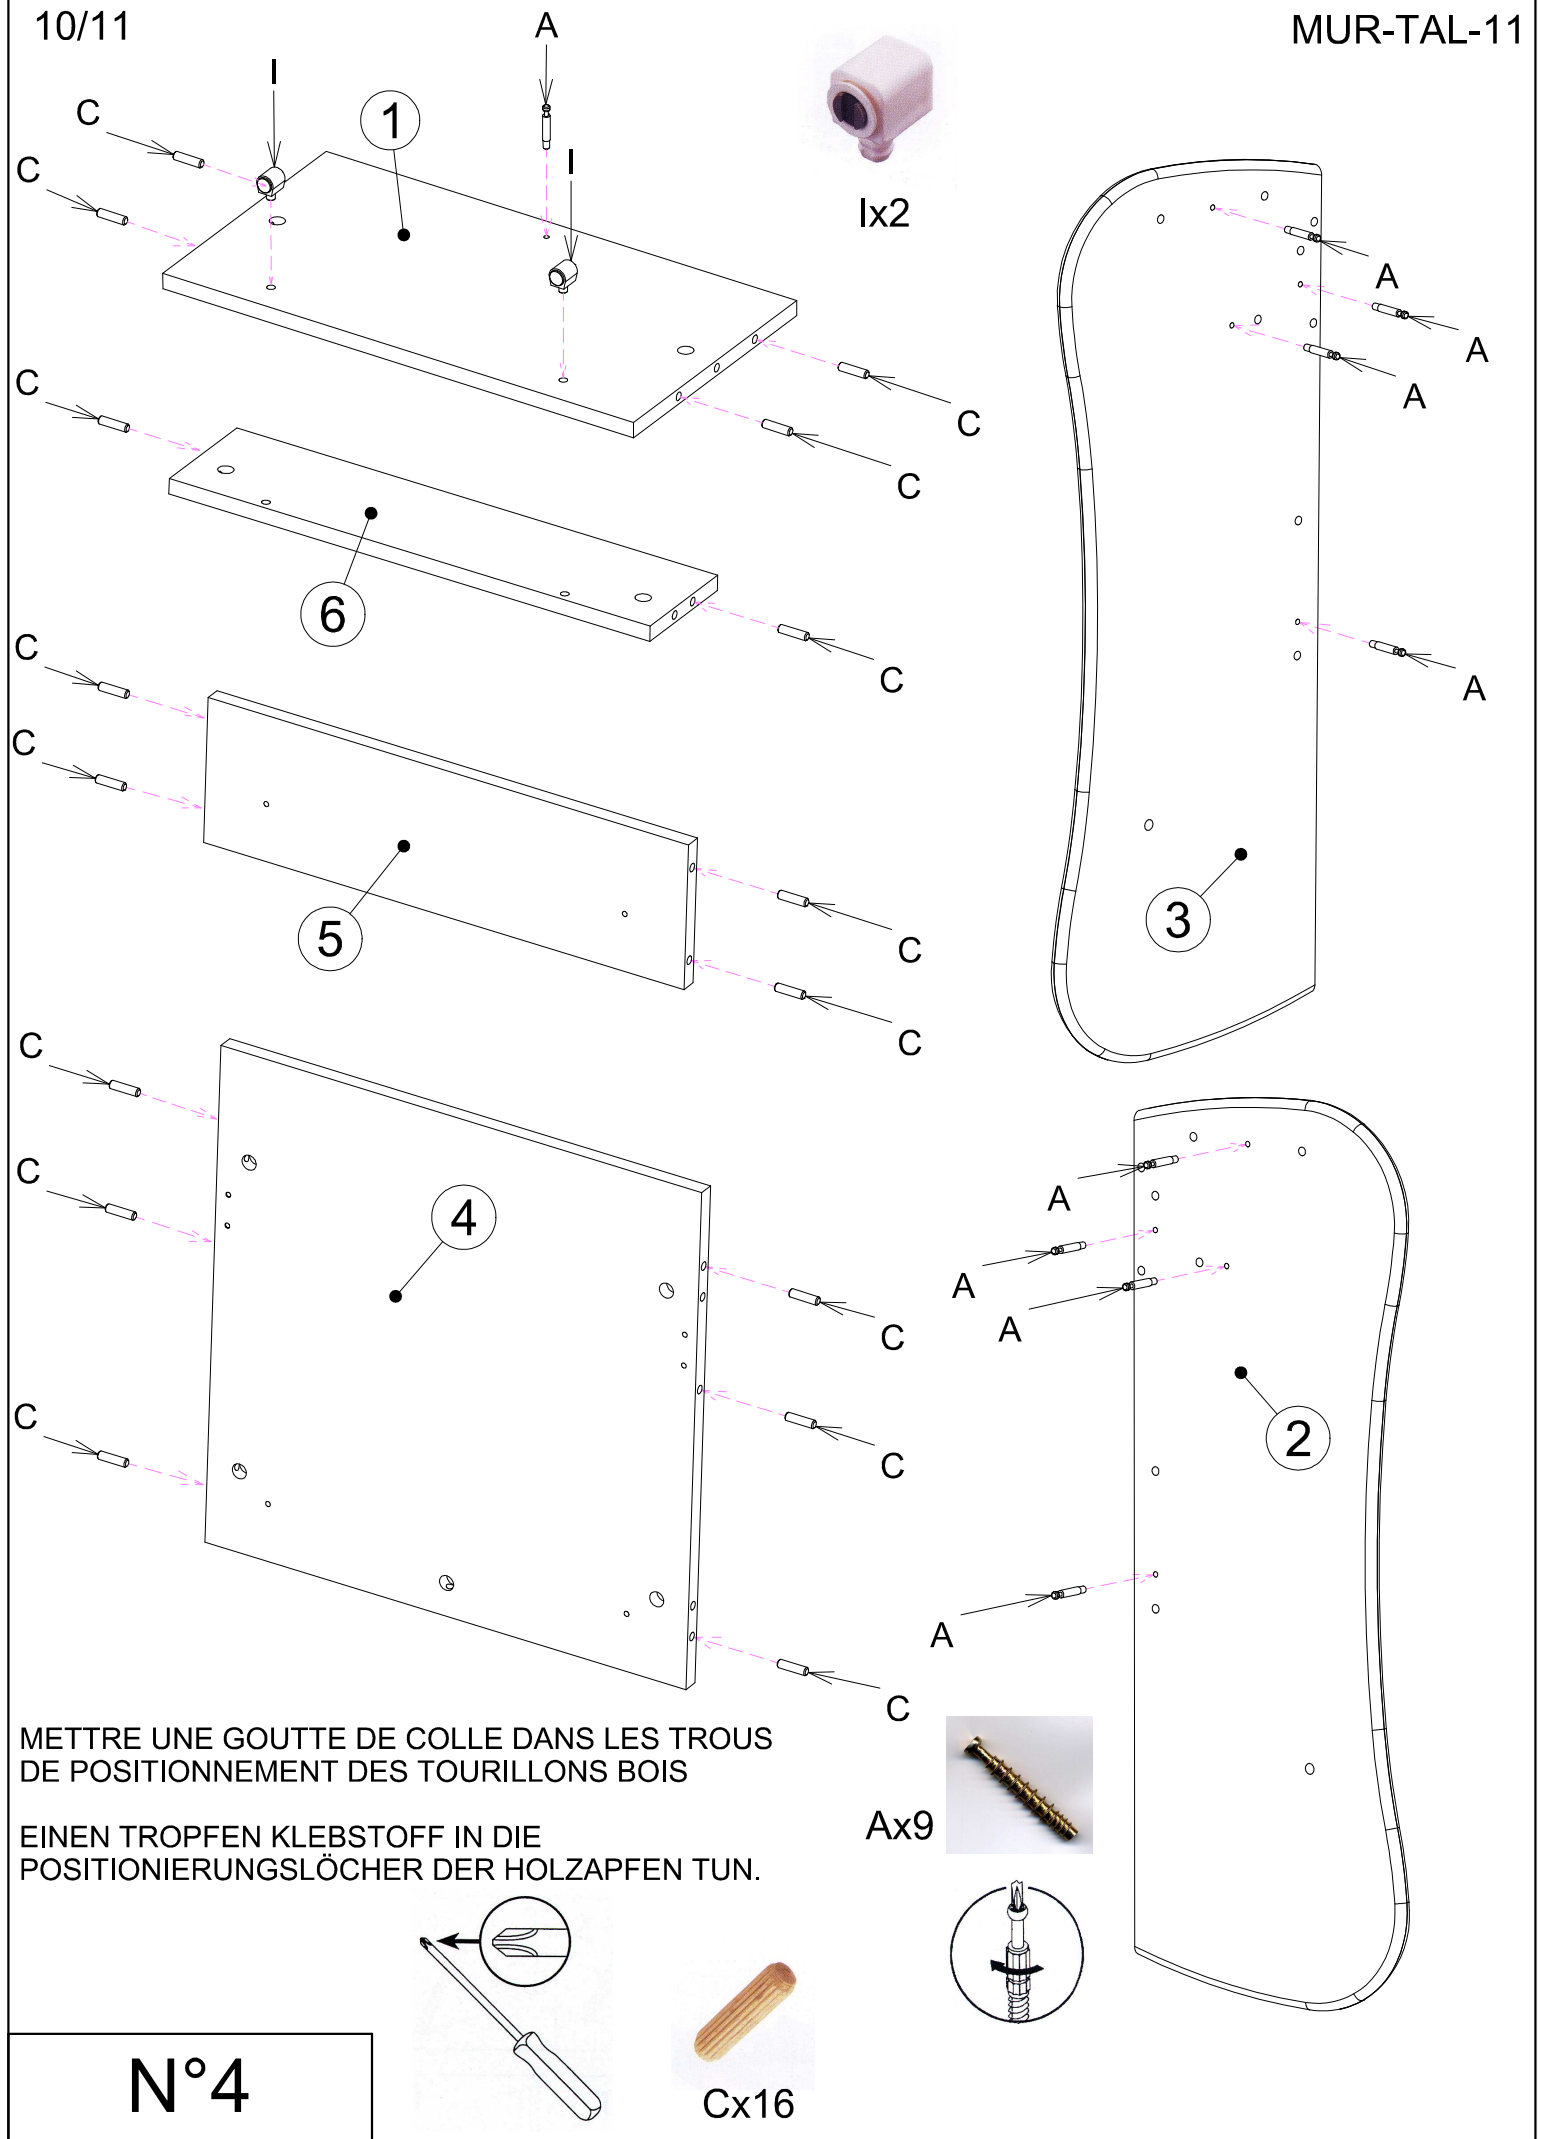 10/11
MUR-TAL-11
A
I
C
1
I
C
Ix2
A
A
A
C
C
C
6
C
C
A
C
3
5
C
C
C
C
A
4
A
A
C
2
C
C
A
C
METTRE UNE GOUTTE DE COLLE DANS LES TROUS
DE POSITIONNEMENT DES TOURILLONS BOIS
EINEN TROPFEN KLEBSTOFF IN DIE
POSITIONIERUNGSLÖCHER DER HOLZAPFEN TUN.
Ax9
N°4
Cx16